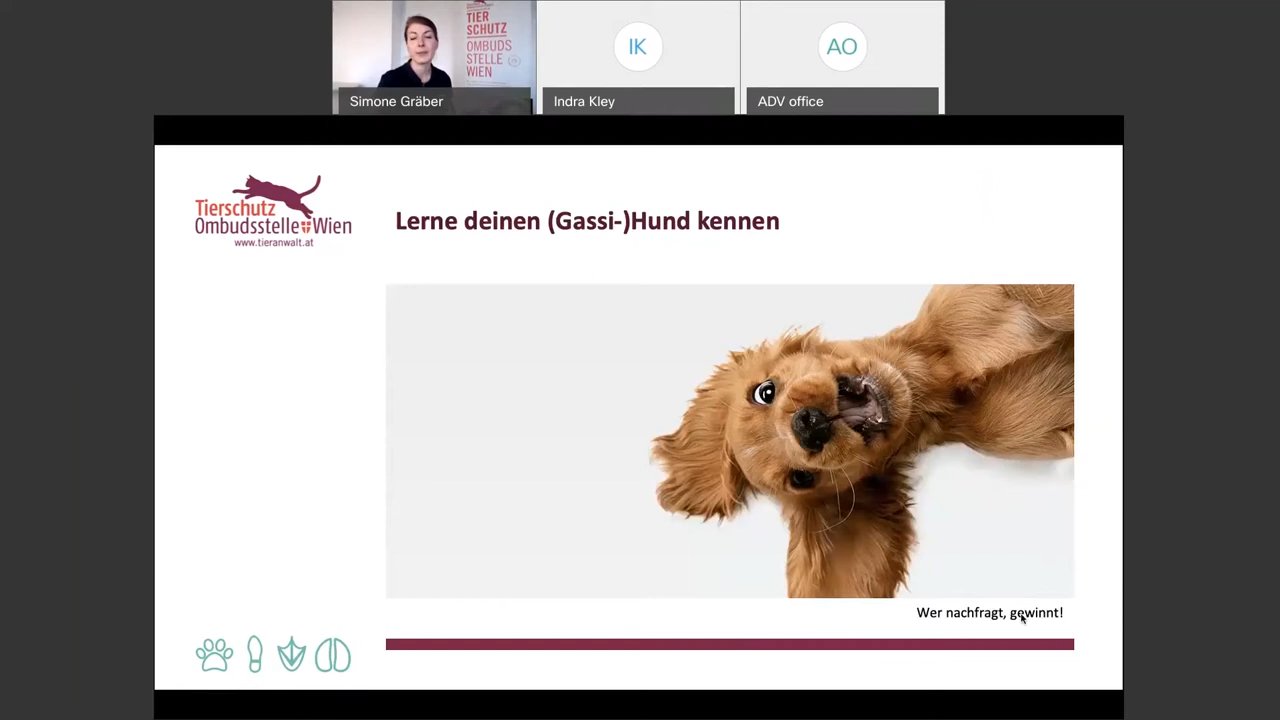 TIER
SCHUTZ
OMBUDS
STELLE
WIEN
IK
AO
Simone Gräber
Indra Kley
ADV office
Tierschutz
Ombudsstelle Wien
www.tieranwalt.at
Lerne deinen (Gassi-)Hund kennen
Wer nachfragt, gewinnt!